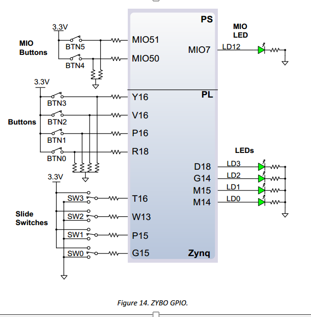 PS
3.3V
MIO
Buttons
BTN5
BTN4
MIO51
MIO50
MIO7
MIO
LED
LD12
PL
3.3V
Buttons
BTN3
BTN2
BTN1
BTN0
Y16
V16
P16
R18
LEDs
D18 LD3
G14 LD2
M15 LD1
M14 LD0
3.3V
Slide
Switches
SW3
SW2
SW1
SW0
T16
W13
P15
G15
Zynq
Figure 14. ZYBO GPIO.